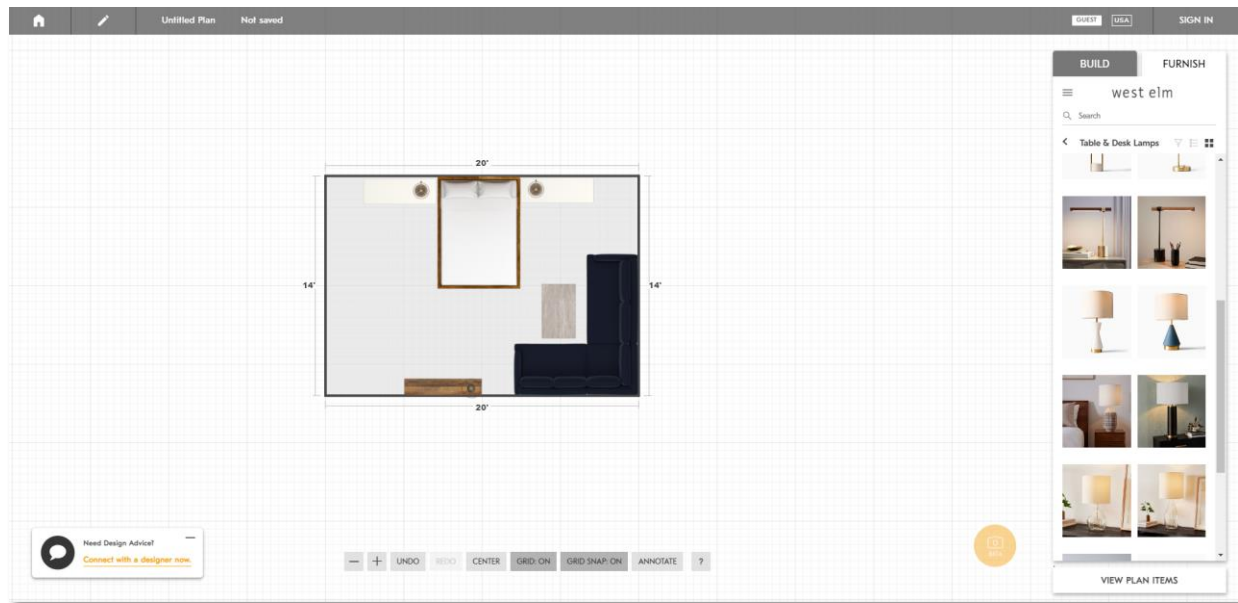 Untitled Plan Not saved GUEST USA SIGN IN
BUILD FURNISH
west elm
Search
Table & Desk Lamps
20'
14' 14'
20'
Need Design Advice?
Connect with a designer now.
UNDO REDO CENTER GRID: ON GRID SNAP: ON ANNOTATE ?
VIEW PLAN ITEMS